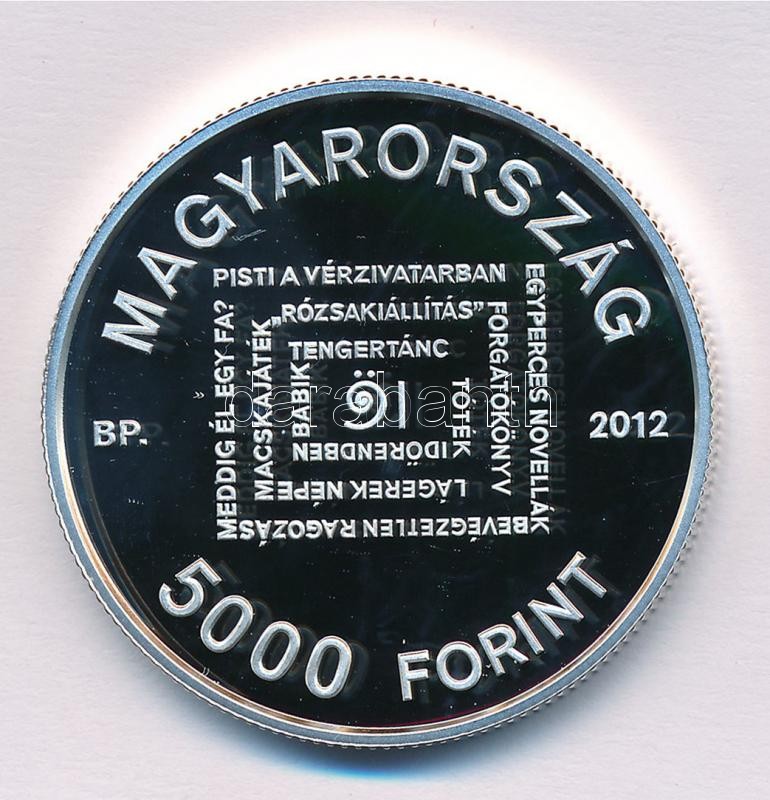 MAGYARORSZÁG
PISTI A VÉRZIVATARBAN
EGYPERCES NOVELLÁK
BEVÉGZETLEN RAGOZÁS
MEDDIG ÉL EGY FA?
„RÓZSAKIÁLLÍTÁS”
FORGATÓKÖNYV
LÁGEREK NÉPE
MACSKAJÁTÉK
TENGERTÁNC
TÓTÉK
IDŐRENDBEN
BABIK
BP.
2012
5000 FORINT
darabanth